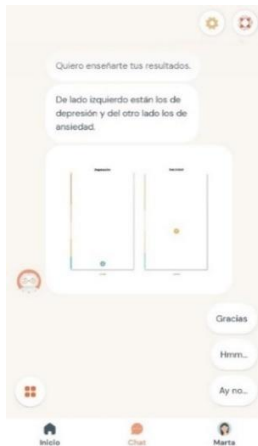 Quiero enseñarte tus resultados.
De lado izquierdo están los de
depresión y del otro lado los de
ansiedad.
Gracias
Hmm...
Ay no...
Inicio
Chat
Marta